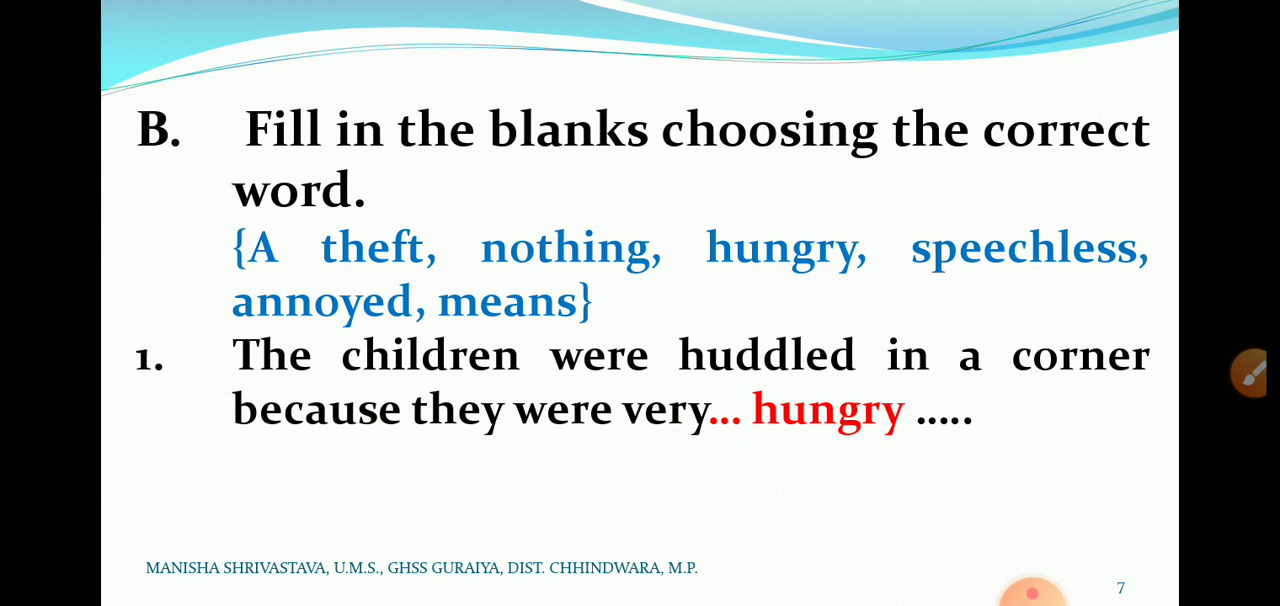 B. Fill in the blanks choosing the correct
word.
{A theft, nothing, hungry, speechless,
annoyed, means}
1. The children were huddled in a corner
because they were very... hungry .....
MANISHA SHRIVASTAVA, U.M.S., GHSS GURAIYA, DIST. CHHINDWARA, M.P.
7